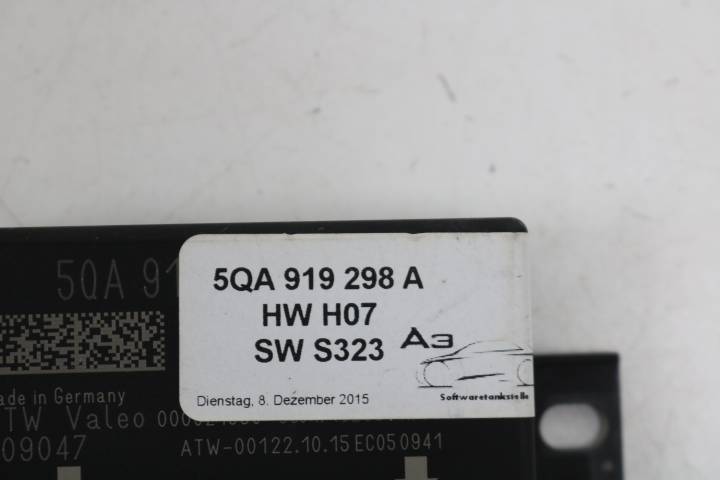 5QA 91
5QA 919 298 A
HW H07
SW S323
A3
Dienstag, 8. Dezember 2015
Softwaretankstelle
ade in Germany
TW Valeo
09047
ATW-00122.10.15EC050941